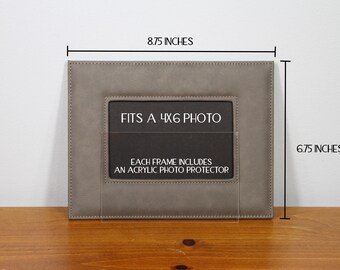 8.75 INCHES
FITS A 4X6 PHOTO
6.75 INCHES
EACH FRAME INCLUDES
AN ACRYLIC PHOTO PROTECTOR